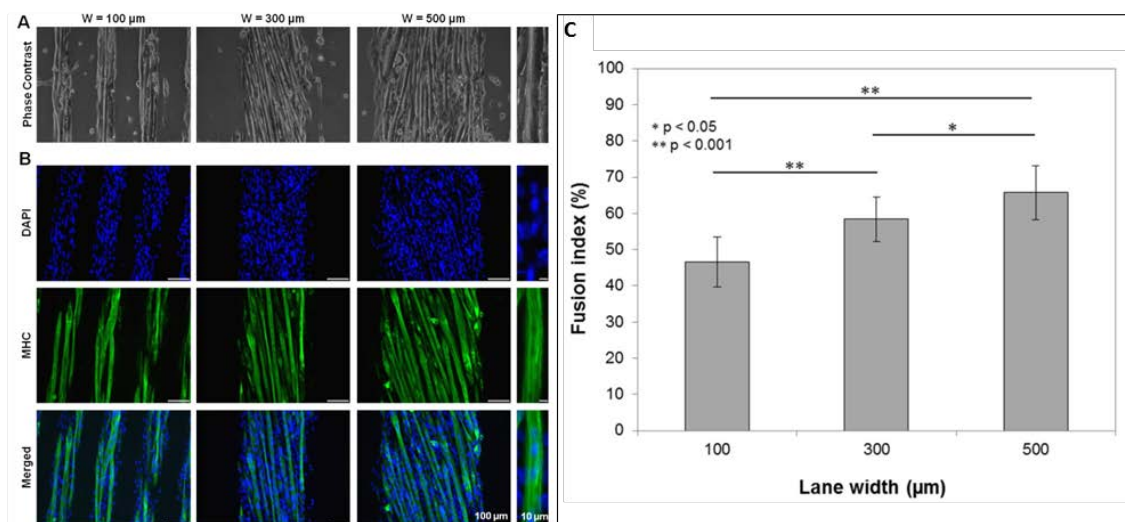 A
W = 100 µm
W = 300 µm
W = 500 µm
Phase Contrast
B
DAPI
MHC
Merged
100 µm
10 µm
C
100
90
80
70
60
50
40
30
20
10
0
Fusion index (%)
* p < 0.05
** p < 0.001
**
*
**
100
300
500
Lane width (µm)